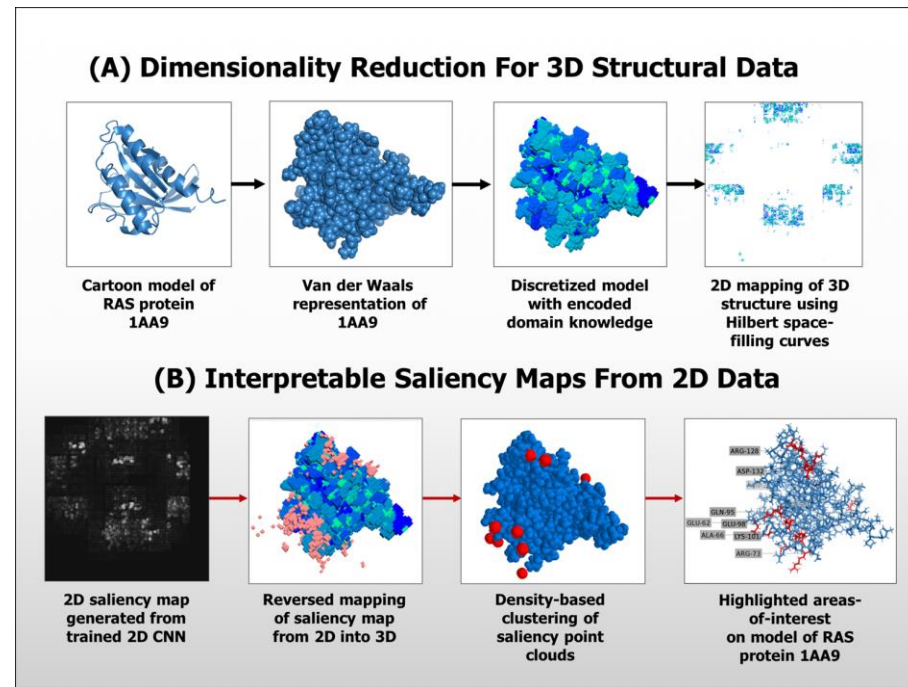 (A) Dimensionality Reduction For 3D Structural Data
Cartoon model of
RAS protein
1AA9
Van der Waals
representation of
1AA9
Discretized model
with encoded
domain knowledge
2D mapping of 3D
structure using
Hilbert space-
filling curves
(B) Interpretable Saliency Maps From 2D Data
ARG-128
ASP-132
GLN-95
GLU-62
GLU-98
ALA-66
LYS-101
ARG-73
2D saliency map
generated from
trained 2D CNN
Reversed mapping
of saliency map
from 2D into 3D
Density-based
clustering of
saliency point
clouds
Highlighted areas-
of-interest
on model of RAS
protein 1AA9